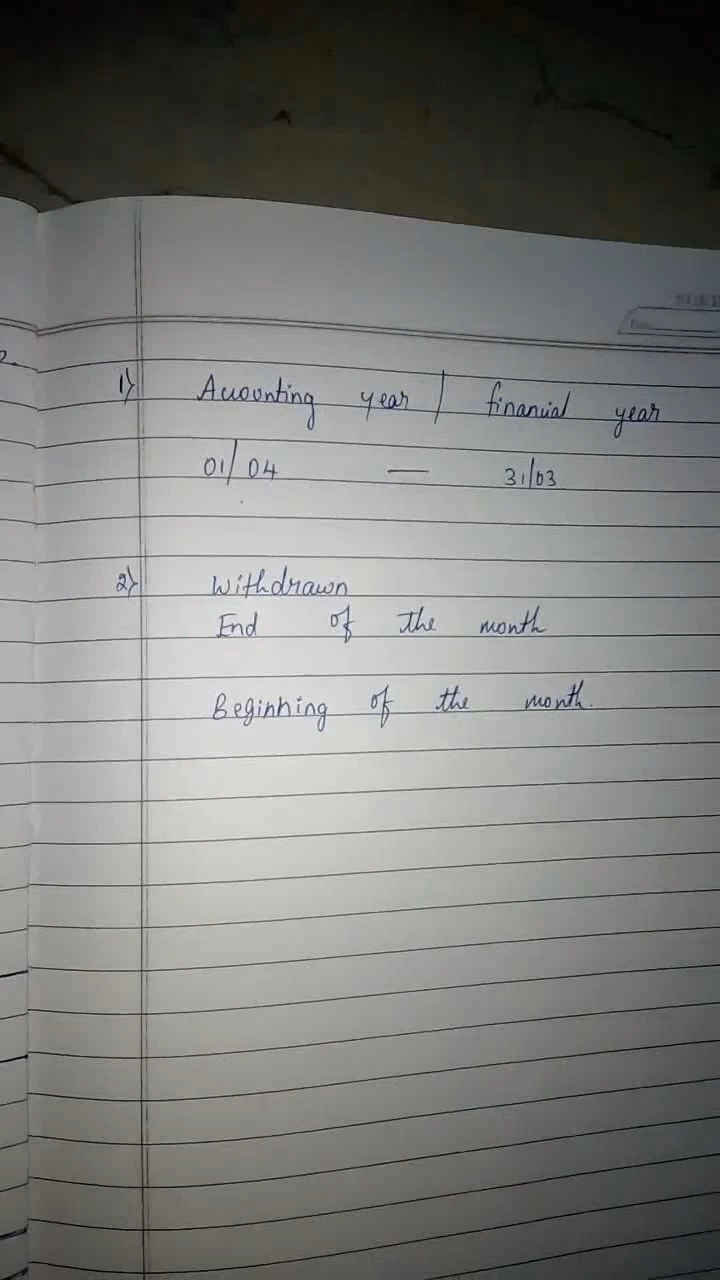 1) Accounting year / financial year
01/04 — 31/03
2) Withdrawn
End of the month
Beginning of the month.